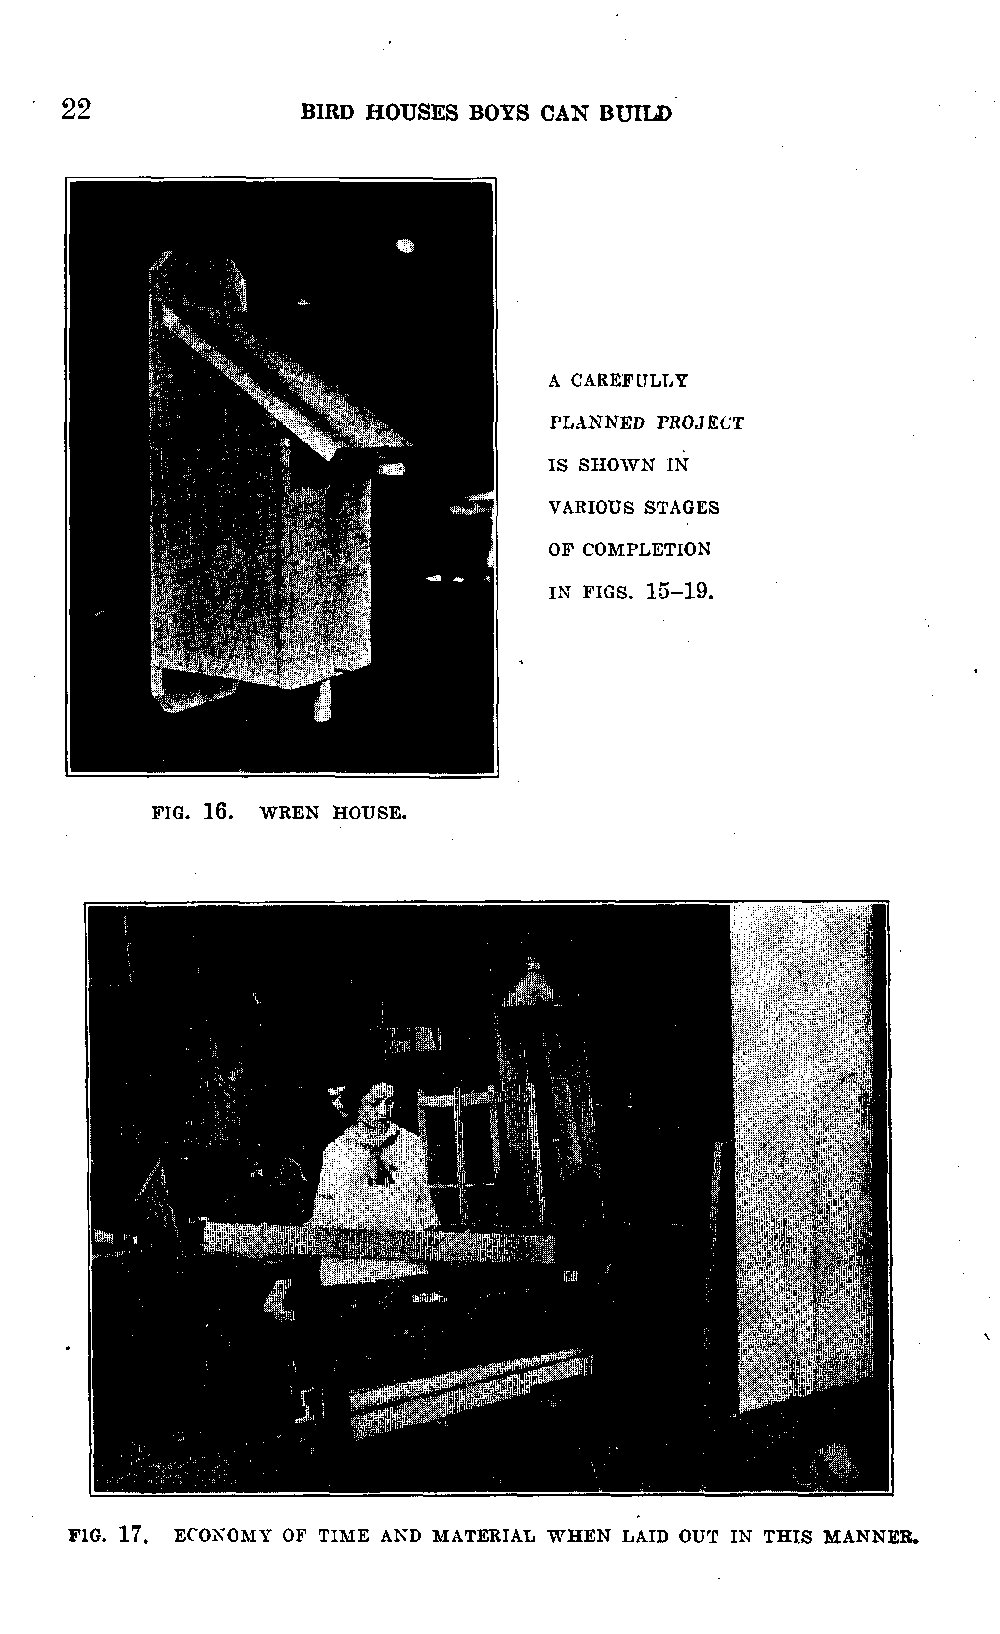 22
BIRD HOUSES BOYS CAN BUILD
A CAREFULLY
PLANNED PROJECT
IS SHOWN IN
VARIOUS STAGES
OF COMPLETION
IN FIGS. 15–19.
FIG. 16. WREN HOUSE.
FIG. 17. ECONOMY OF TIME AND MATERIAL WHEN LAID OUT IN THIS MANNER.